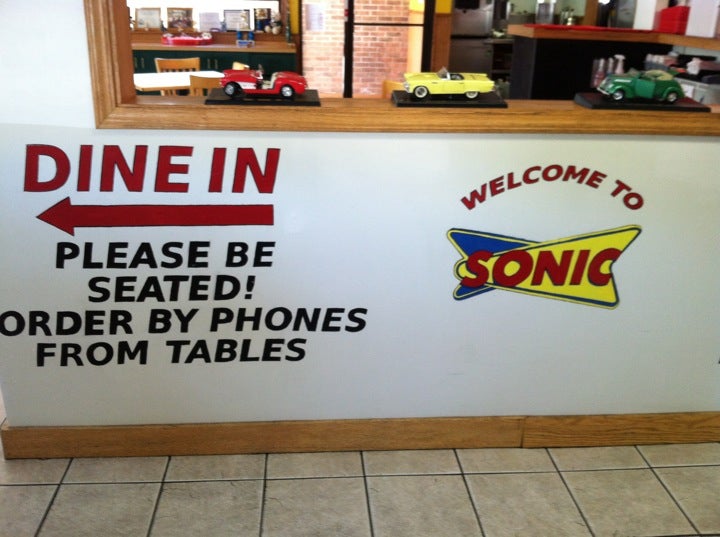 DINE IN
PLEASE BE
SEATED!
ORDER BY PHONES
FROM TABLES
WELCOME TO
SONIC